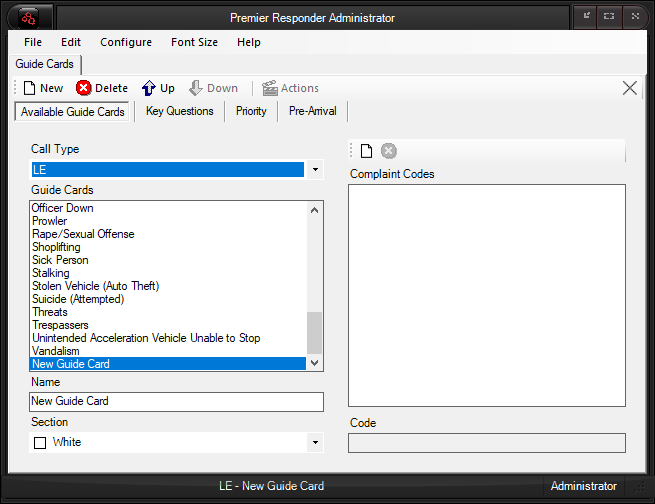 Premier Responder Administrator
File Edit Configure Font Size Help
Guide Cards
New Delete Up Down Actions
Available Guide Cards Key Questions Priority Pre-Arrival
Call Type
LE
Guide Cards
Officer Down
Prowler
Rape/Sexual Offense
Shoplifting
Sick Person
Stalking
Stolen Vehicle (Auto Theft)
Suicide (Attempted)
Threats
Trespassers
Unintended Acceleration Vehicle Unable to Stop
Vandalism
New Guide Card
Name
New Guide Card
Section
White
Complaint Codes
Code
LE - New Guide Card
Administrator